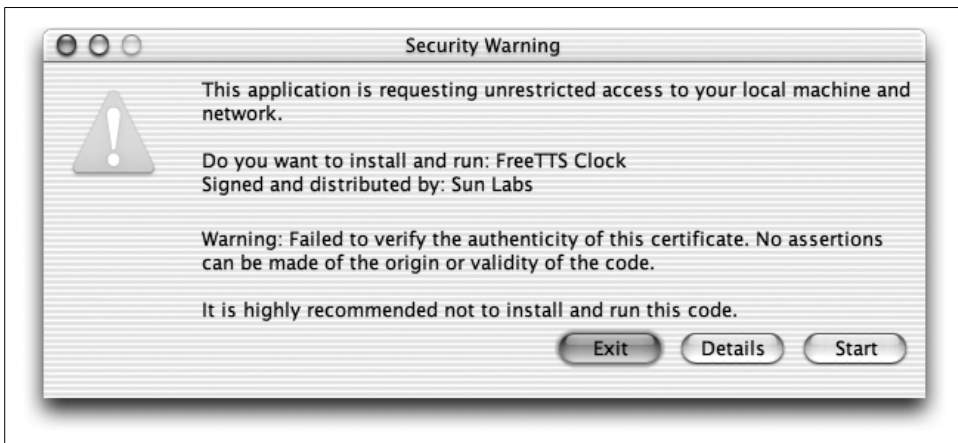 Security Warning
This application is requesting unrestricted access to your local machine and
network.
Do you want to install and run: FreeTTS Clock
Signed and distributed by: Sun Labs
Warning: Failed to verify the authenticity of this certificate. No assertions
can be made of the origin or validity of the code.
It is highly recommended not to install and run this code.
Exit Details Start